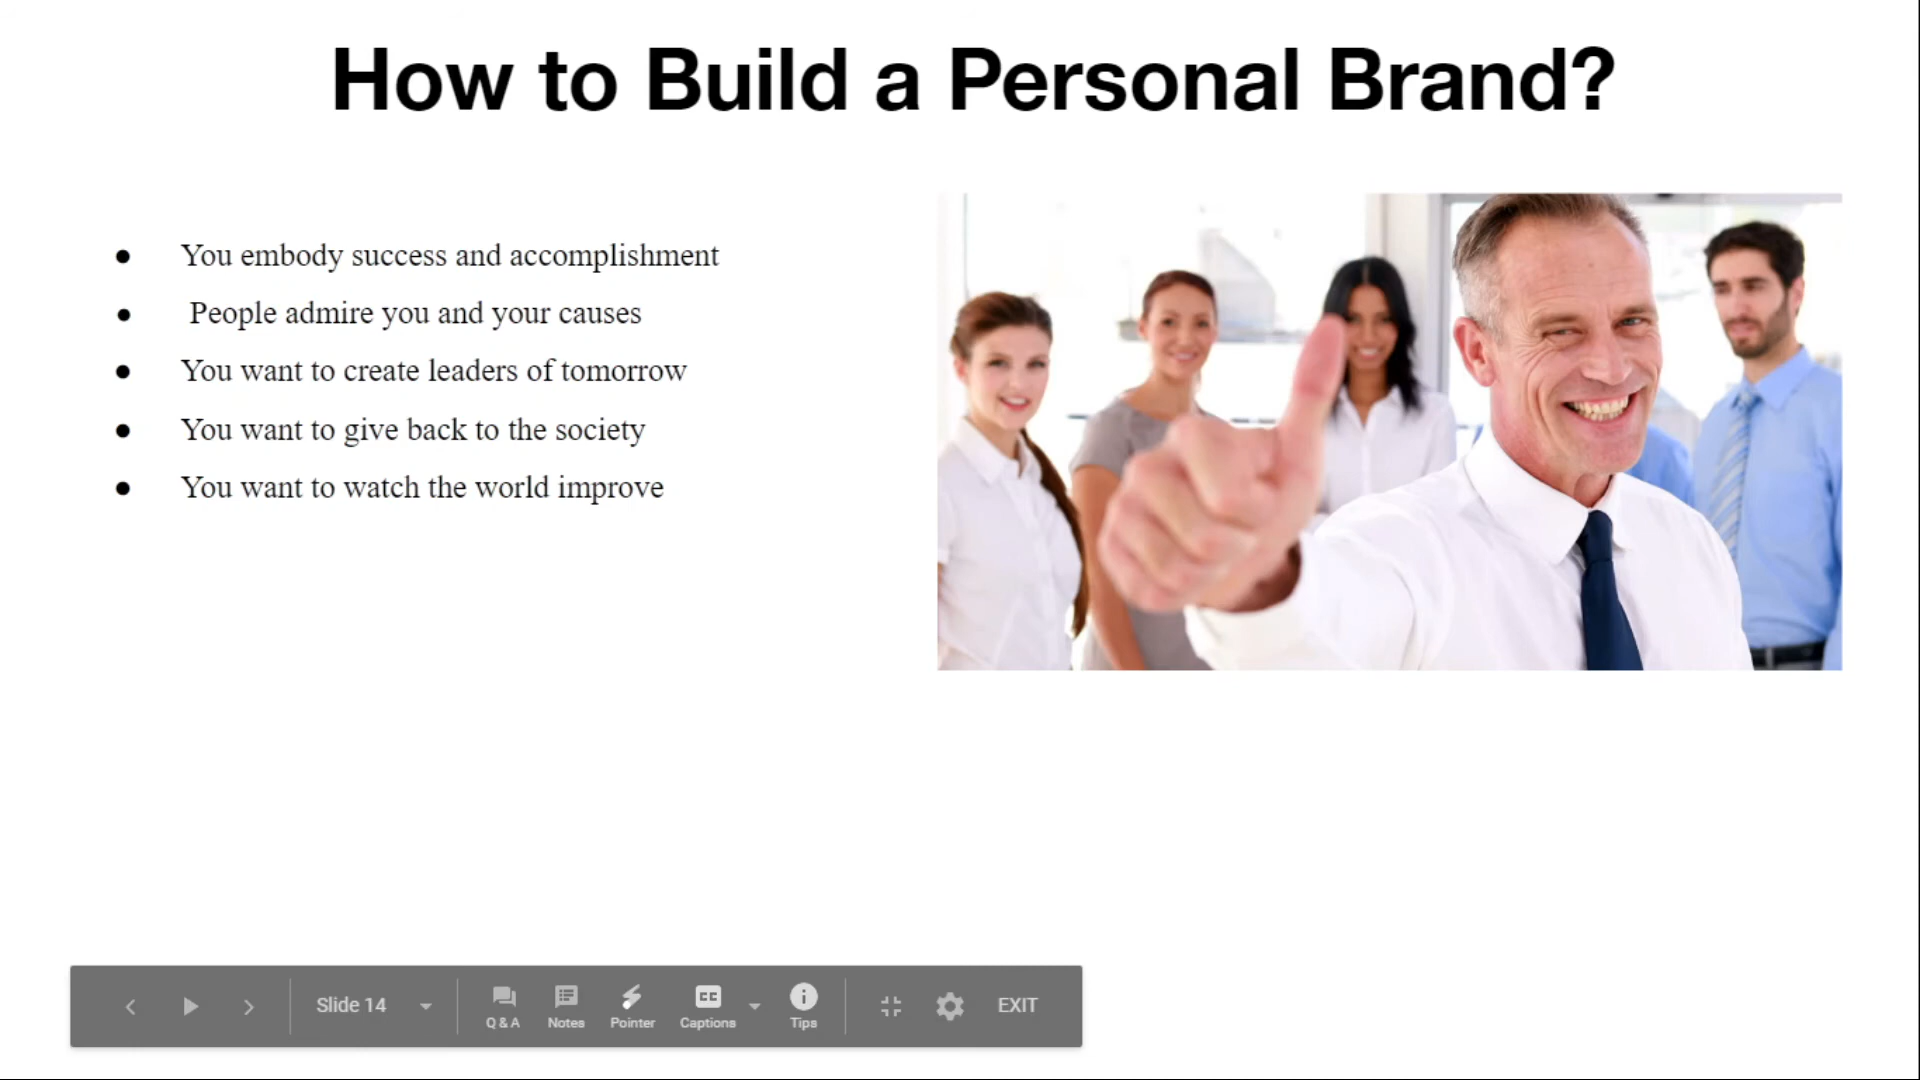 How to Build a Personal Brand?
● You embody success and accomplishment
● People admire you and your causes
● You want to create leaders of tomorrow
● You want to give back to the society
● You want to watch the world improve
Slide 14
Q & A
Notes
Pointer
CC
Captions
Tips
EXIT